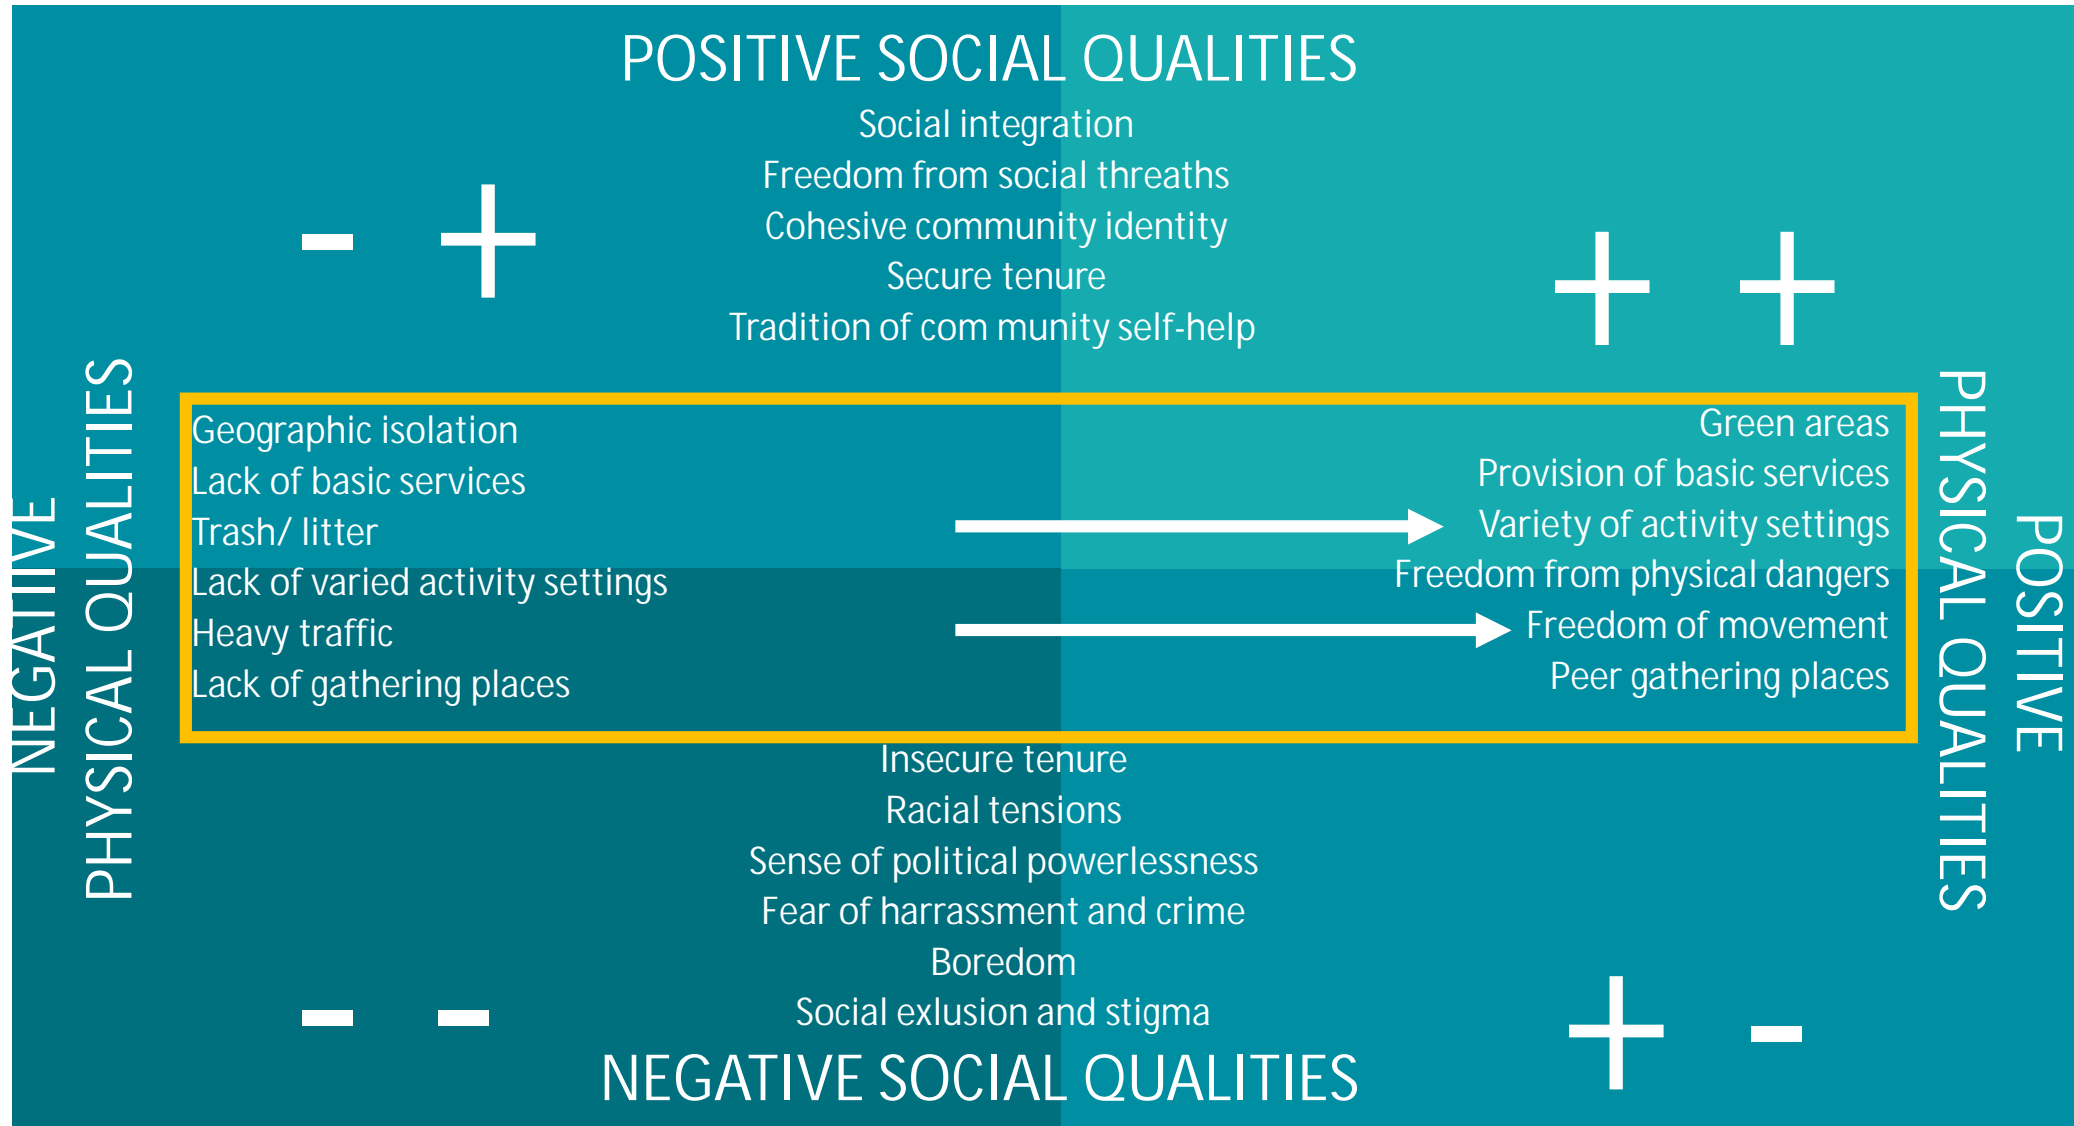 POSITIVE SOCIAL QUALITIES
Social integration
Freedom from social threaths
Cohesive community identity
Secure tenure
Tradition of com munity self-help
- +
+ +
NEGATIVE
PHYSICAL QUALITIES
Geographic isolation
Lack of basic services
Trash/ litter
Lack of varied activity settings
Heavy traffic
Lack of gathering places
Green areas
Provision of basic services
Variety of activity settings
Freedom from physical dangers
Freedom of movement
Peer gathering places
POSITIVE
PHYSICAL QUALITIES
Insecure tenure
Racial tensions
Sense of political powerlessness
Fear of harrassment and crime
Boredom
Social exlusion and stigma
- -
+ -
NEGATIVE SOCIAL QUALITIES